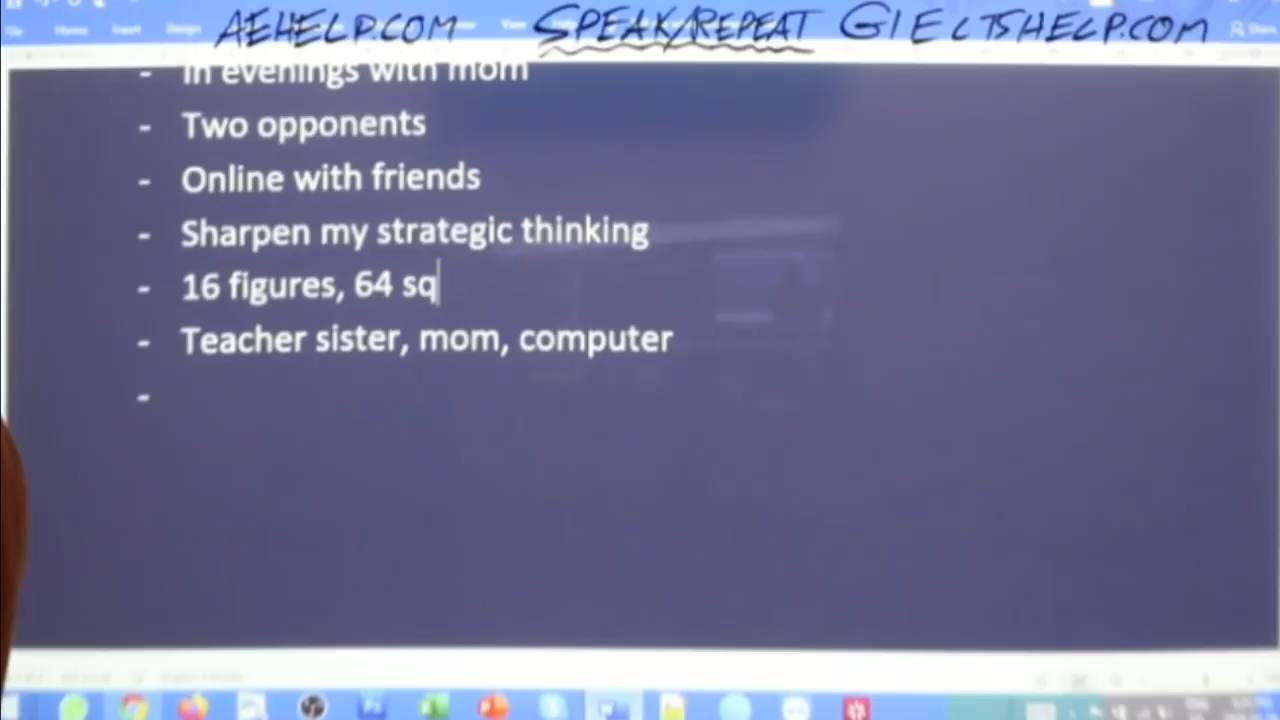 AEHELP.COM SPEAK/REPEAT GIELTSHELP.COM
- In evenings with mom
- Two opponents
- Online with friends
- Sharpen my strategic thinking
- 16 figures, 64 sq
- Teacher sister, mom, computer
-